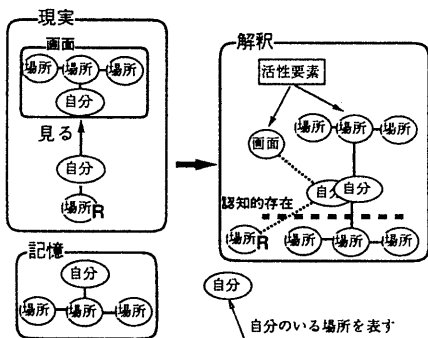 現実
画面
場所 場所 場所
自分
見る
自分
場所R
記憶
自分
場所 場所 場所
解釈
活性要素
場所 場所 場所
画面
自分 自分
認知的存在
場所R
場所 場所 場所
自分
自分のいる場所を表す